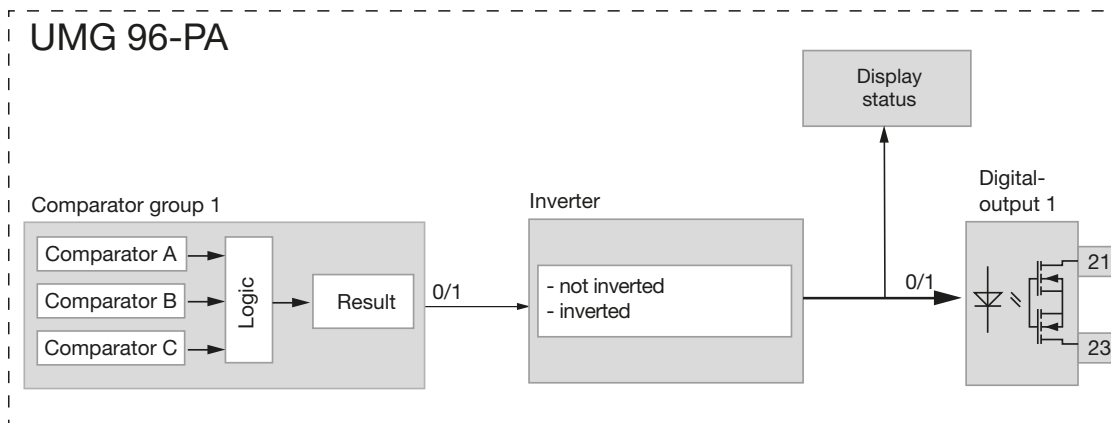 UMG 96-PA
Display
status
Comparator group 1
Inverter
Digital-
output 1
Comparator A
Comparator B
Comparator C
Logic
Result
0/1
- not inverted
- inverted
0/1
21
23